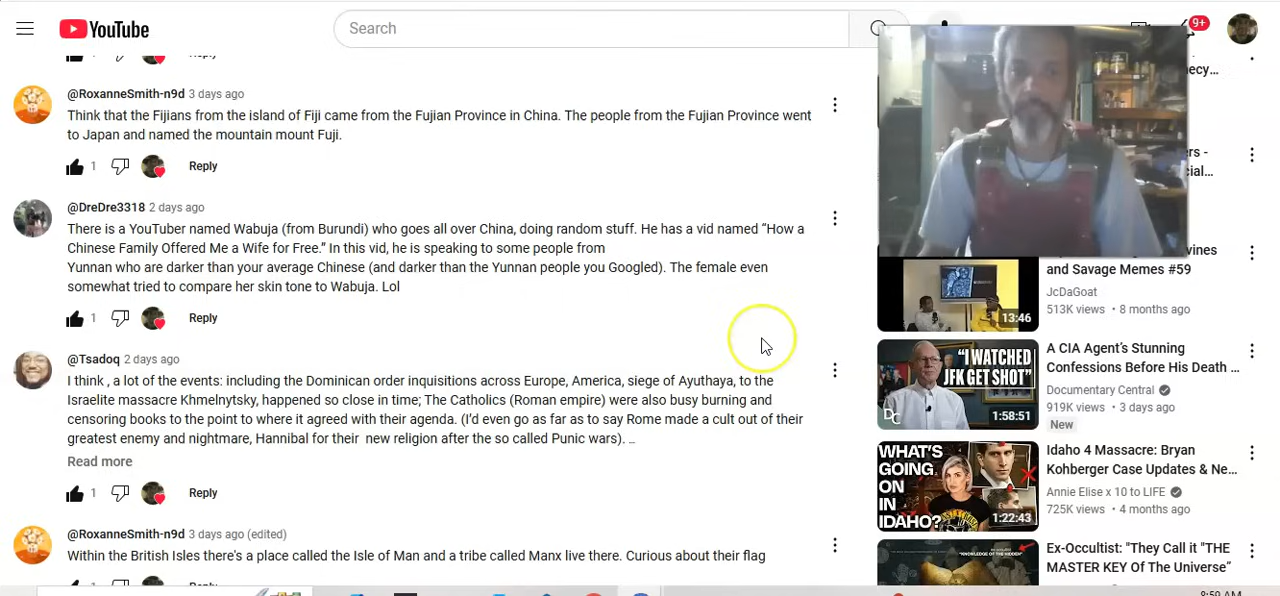 YouTube
Search
9+
Reply
@RoxanneSmith-n9d 3 days ago
Think that the Fijians from the island of Fiji came from the Fujian Province in China. The people from the Fujian Province went
to Japan and named the mountain mount Fuji.
1 Reply
@DreDre3318 2 days ago
There is a YouTuber named Wabuja (from Burundi) who goes all over China, doing random stuff. He has a vid named “How a
Chinese Family Offered Me a Wife for Free.” In this vid, he is speaking to some people from
Yunnan who are darker than your average Chinese (and darker than the Yunnan people you Googled). The female even
somewhat tried to compare her skin tone to Wabuja. Lol
1 Reply
@Tsadoq 2 days ago
I think , a lot of the events: including the Dominican order inquisitions across Europe, America, siege of Ayuthaya, to the
Israelite massacre Khmelnytsky, happened so close in time; The Catholics (Roman empire) were also busy burning and
censoring books to the point to where it agreed with their agenda. (I’d even go as far as to say Rome made a cult out of their
greatest enemy and nightmare, Hannibal for their new religion after the so called Punic wars). ...
Read more
1 Reply
@RoxanneSmith-n9d 3 days ago (edited)
Within the British Isles there’s a place called the Isle of Man and a tribe called Manx live there. Curious about their flag
Reply
ecy...
ers -
cial...
vines
and Savage Memes #59
JcDaGoat
513K views • 8 months ago
13:46
A CIA Agent’s Stunning
Confessions Before His Death ...
Documentary Central
919K views • 3 days ago
New
"I WATCHED
JFK GET SHOT"
DC
1:58:51
Idaho 4 Massacre: Bryan
Kohberger Case Updates & Ne...
Annie Elise x 10 to LIFE
725K views • 4 months ago
WHAT'S
GOING
ON
IN
IDAHO?
1:22:43
Ex-Occultist: "They Call it "THE
MASTER KEY Of The Universe”
8:59 AM